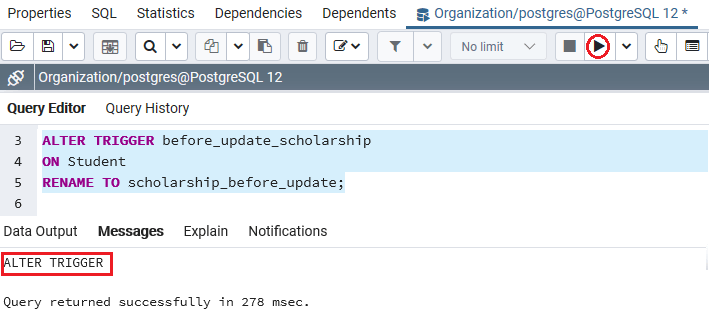 Properties SQL Statistics Dependencies Dependents Organization/postgres@PostgreSQL 12 *
No limit
Organization/postgres@PostgreSQL 12
Query Editor Query History
3 ALTER TRIGGER before_update_scholarship
4 ON Student
5 RENAME TO scholarship_before_update;
6
Data Output Messages Explain Notifications
ALTER TRIGGER
Query returned successfully in 278 msec.